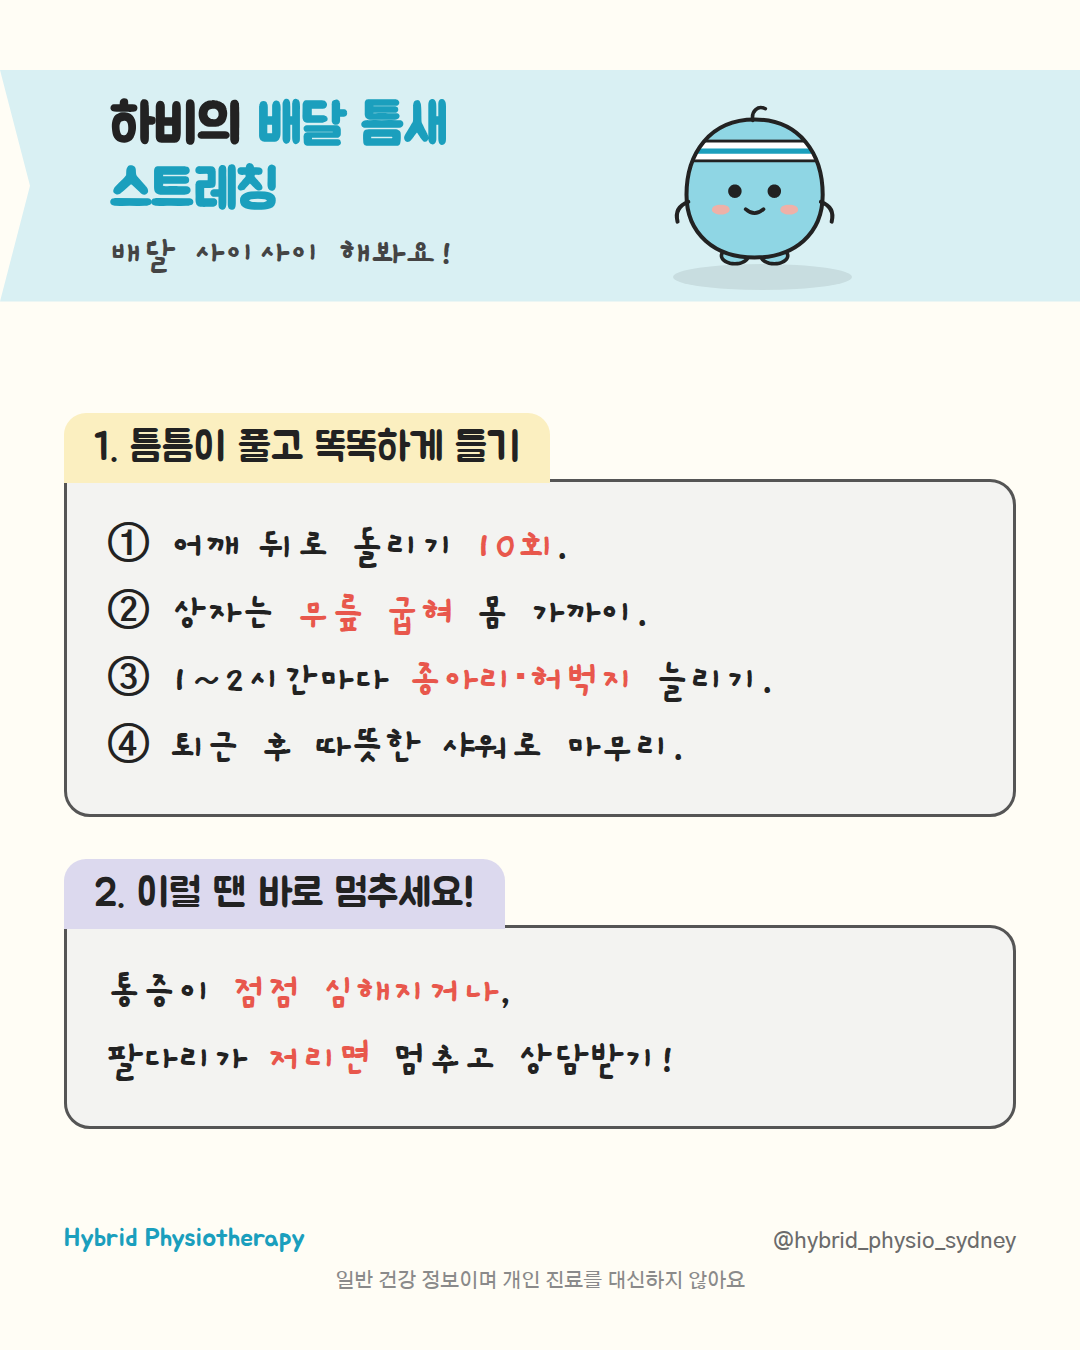 하비의 배달 틈새
스트레칭
배달 사이사이 해봐요!
1. 틈틈이 풀고 똑똑하게 들기
① 어깨 뒤로 돌리기 10회.
② 상자는 무릎 굽혀 몸 가까이.
③ 1~2시간마다 종아리·허벅지 늘리기.
④ 퇴근 후 따뜻한 샤워로 마무리.
2. 이럴 땐 바로 멈추세요!
통증이 점점 심해지거나,
팔다리가 저리면 멈추고 상담받기!
Hybrid Physiotherapy
@hybrid_physio_sydney
일반 건강 정보이며 개인 진료를 대신하지 않아요